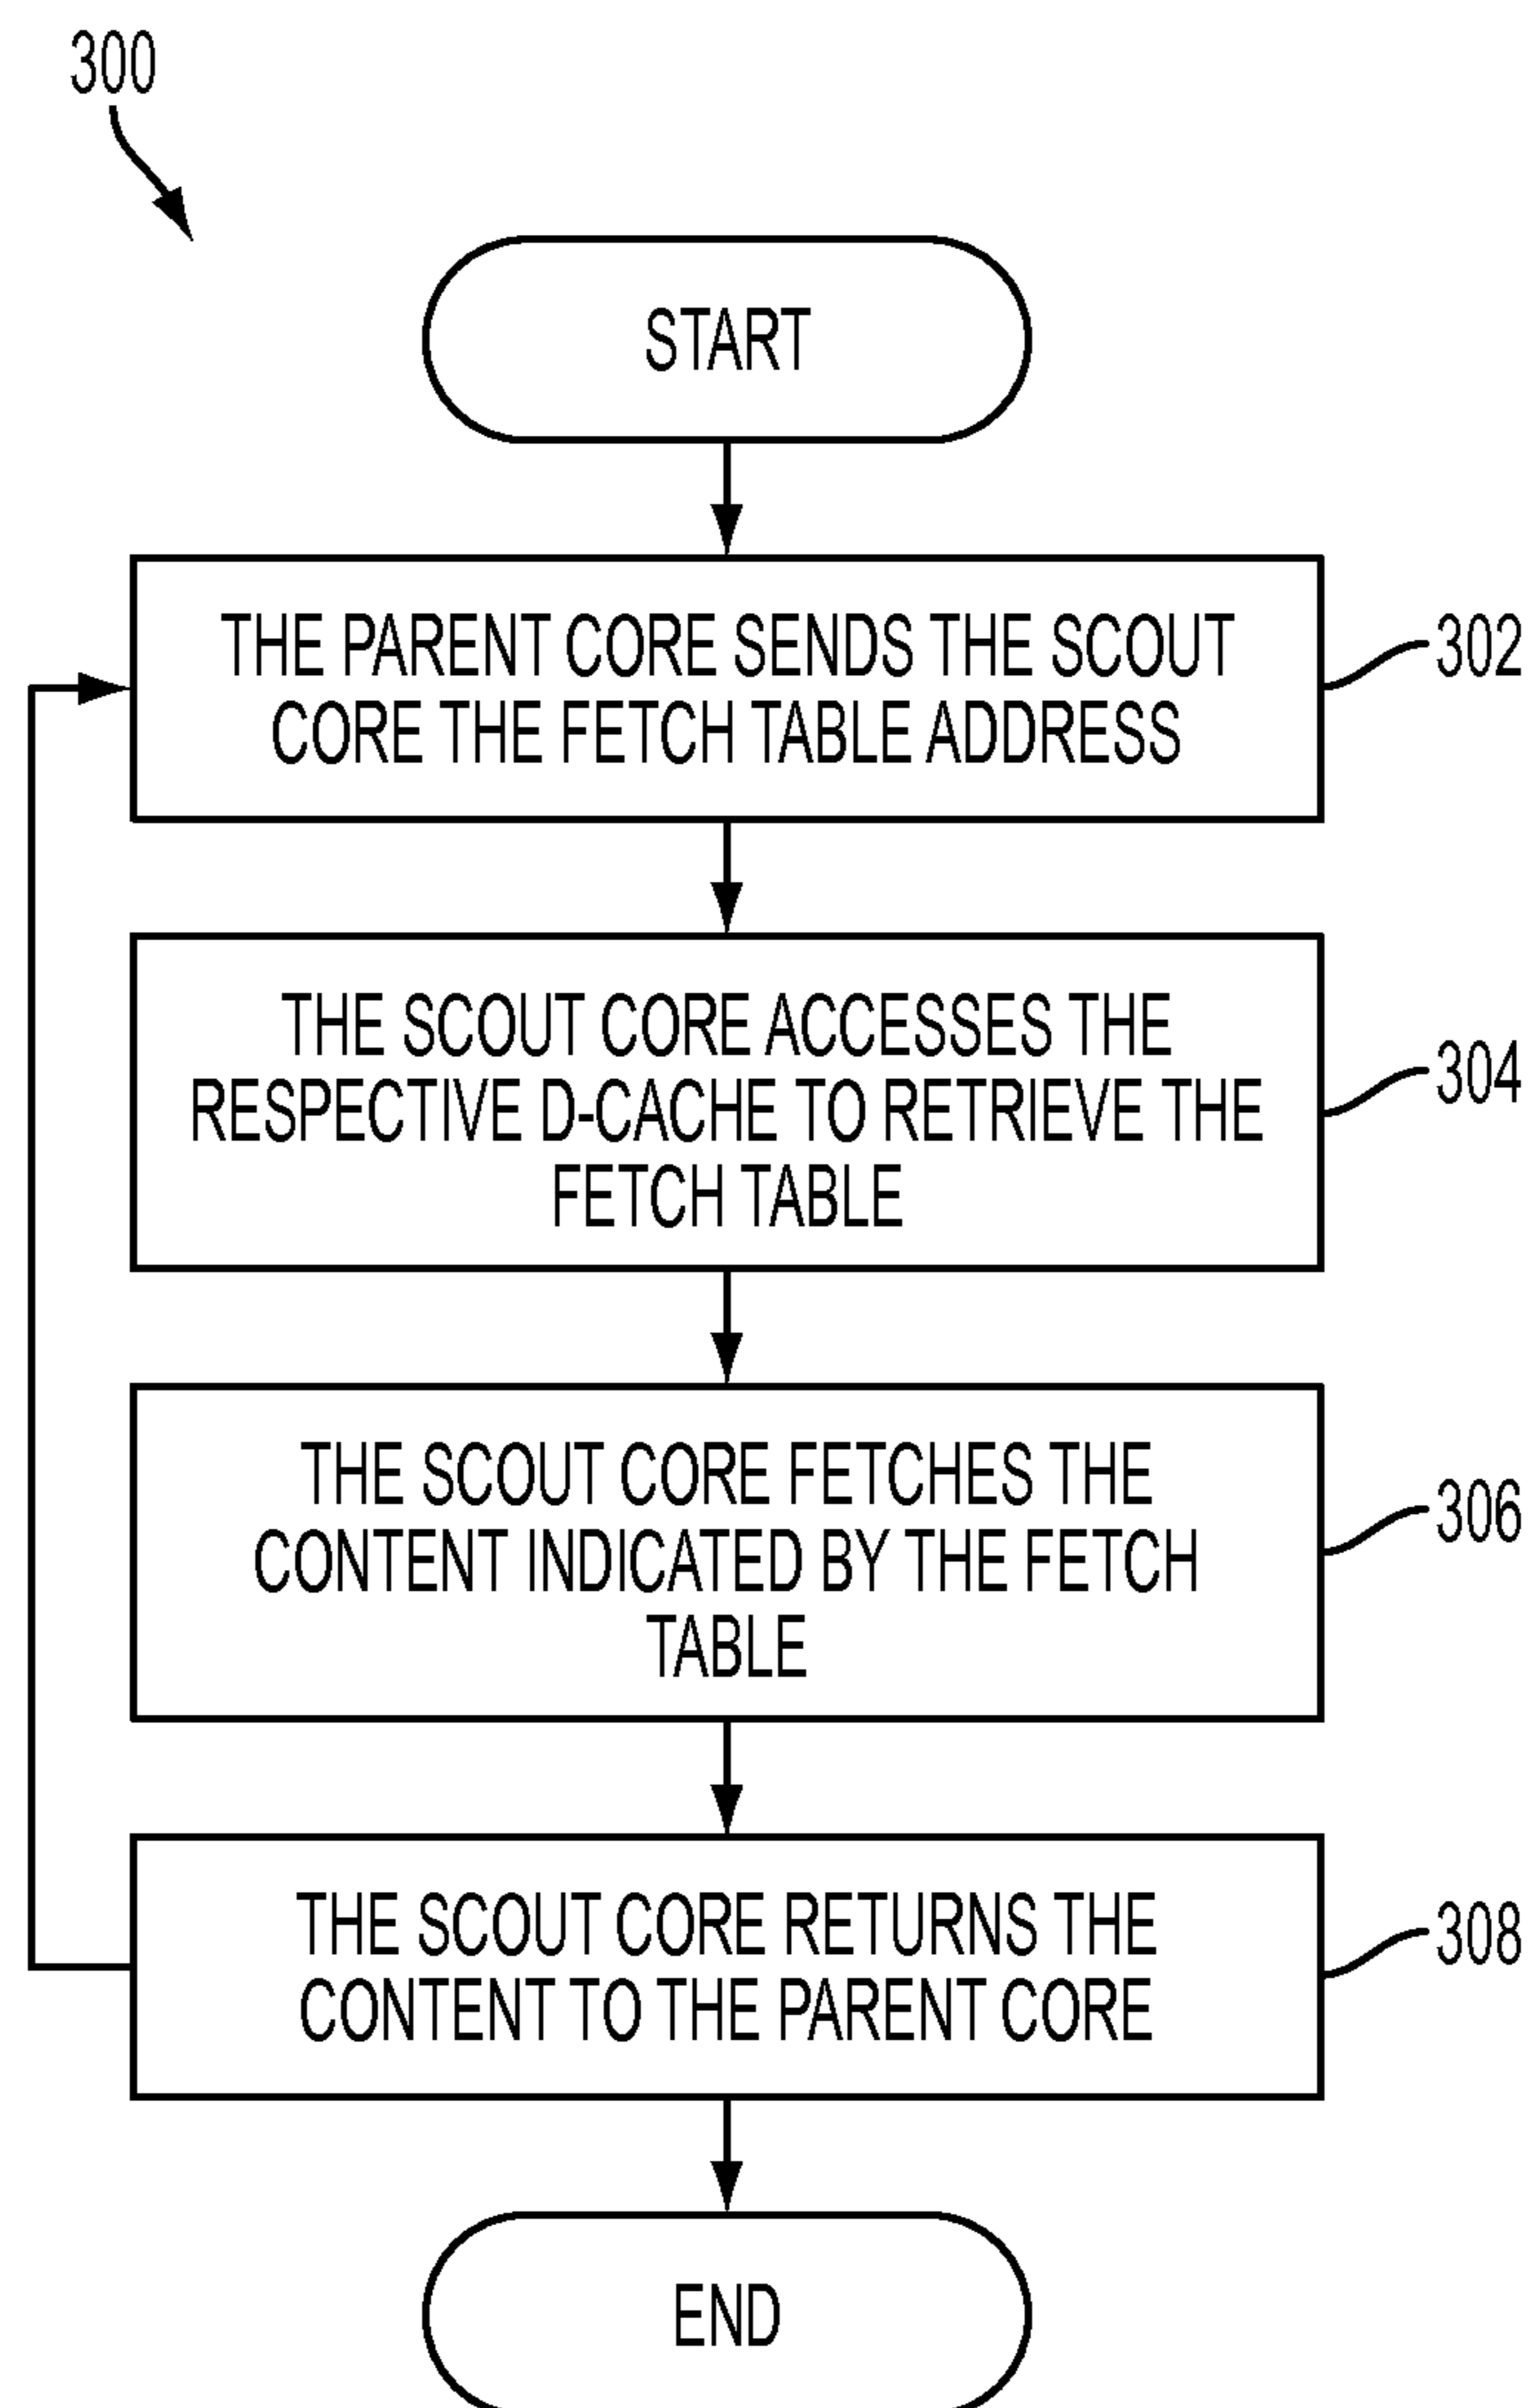 300
START
THE PARENT CORE SENDS THE SCOUT
CORE THE FETCH TABLE ADDRESS
302
THE SCOUT CORE ACCESSES THE
RESPECTIVE D-CACHE TO RETRIEVE THE
FETCH TABLE
304
THE SCOUT CORE FETCHES THE
CONTENT INDICATED BY THE FETCH
TABLE
306
THE SCOUT CORE RETURNS THE
CONTENT TO THE PARENT CORE
308
END